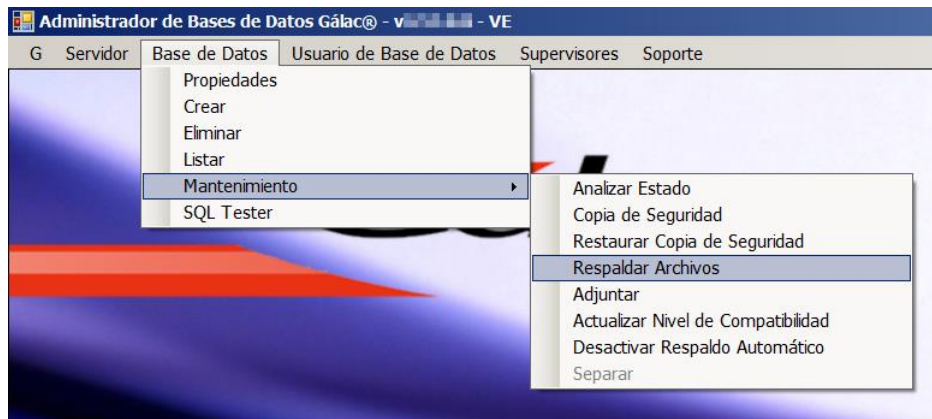 Administrador de Bases de Datos Gálac® - v - VE
G Servidor Base de Datos Usuario de Base de Datos Supervisores Soporte
Propiedades
Crear
Eliminar
Listar
Mantenimiento
SQL Tester
Analizar Estado
Copia de Seguridad
Restaurar Copia de Seguridad
Respaldar Archivos
Adjuntar
Actualizar Nivel de Compatibilidad
Desactivar Respaldo Automático
Separar